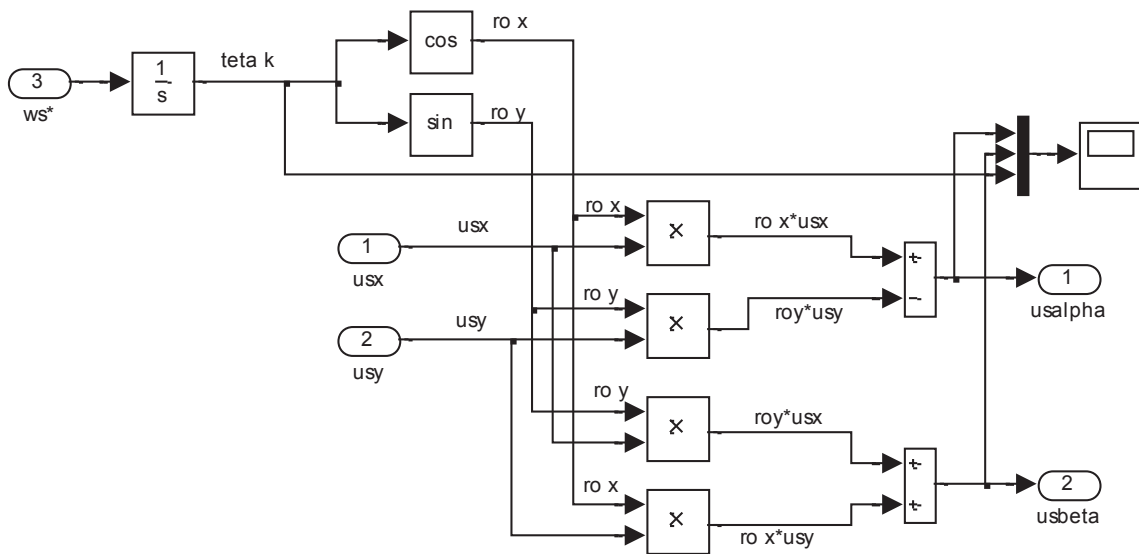 ro x
cos
teta k
1
s
3
ws*
ro y
sin
ro x
usx
×
ro x*usx
1
usx
+
-
1
usalpha
ro y
usy
×
roy*usy
2
usy
ro y
×
roy*usx
+
+
2
usbeta
ro x
×
ro x*usy